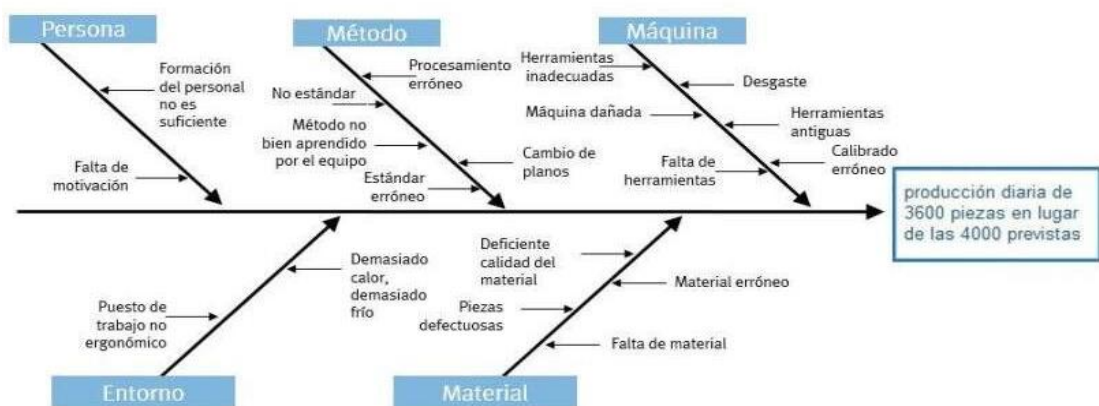 Persona
Método
Máquina
Formación
del personal
no es
suficiente
Falta de
motivación
Procesamiento
erróneo
No estándar
Método no
bien aprendido
por el equipo
Cambio de
planos
Estándar
erróneo
Herramientas
inadecuadas
Desgaste
Máquina dañada
Herramientas
antiguas
Falta de
herramientas
Calibrado
erróneo
producción diaria de
3600 piezas en lugar
de las 4000 previstas
Demasiado
calor,
demasiado
frío
Puesto de
trabajo no
ergonómico
Deficiente
calidad del
material
Material erróneo
Piezas
defectuosas
Falta de material
Entorno
Material